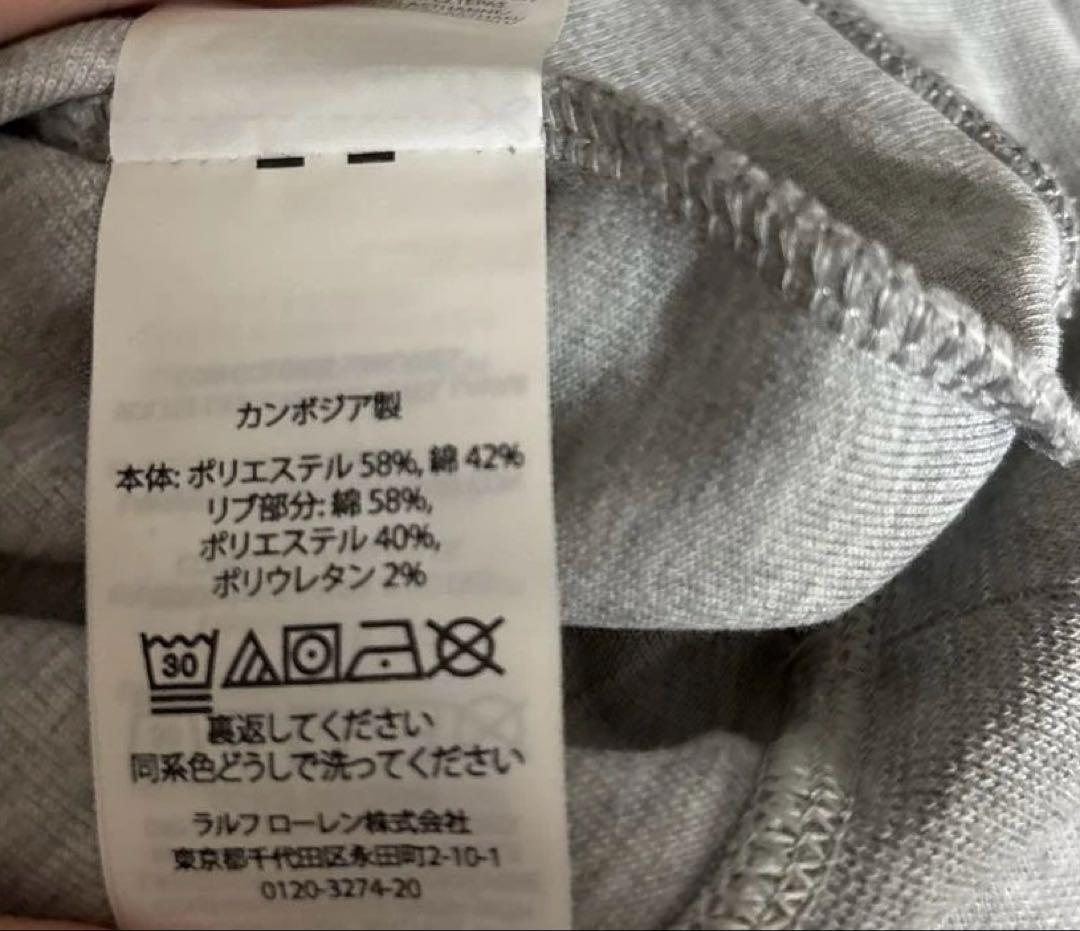 カンボジア製
本体: ポリエステル 58%, 綿 42%
リブ部分: 綿 58%,
ポリエステル 40%,
ポリウレタン 2%
30
裏返してください
同系色どうしで洗ってください
ラルフ ローレン株式会社
東京都千代田区永田町2-10-1
0120-3274-20